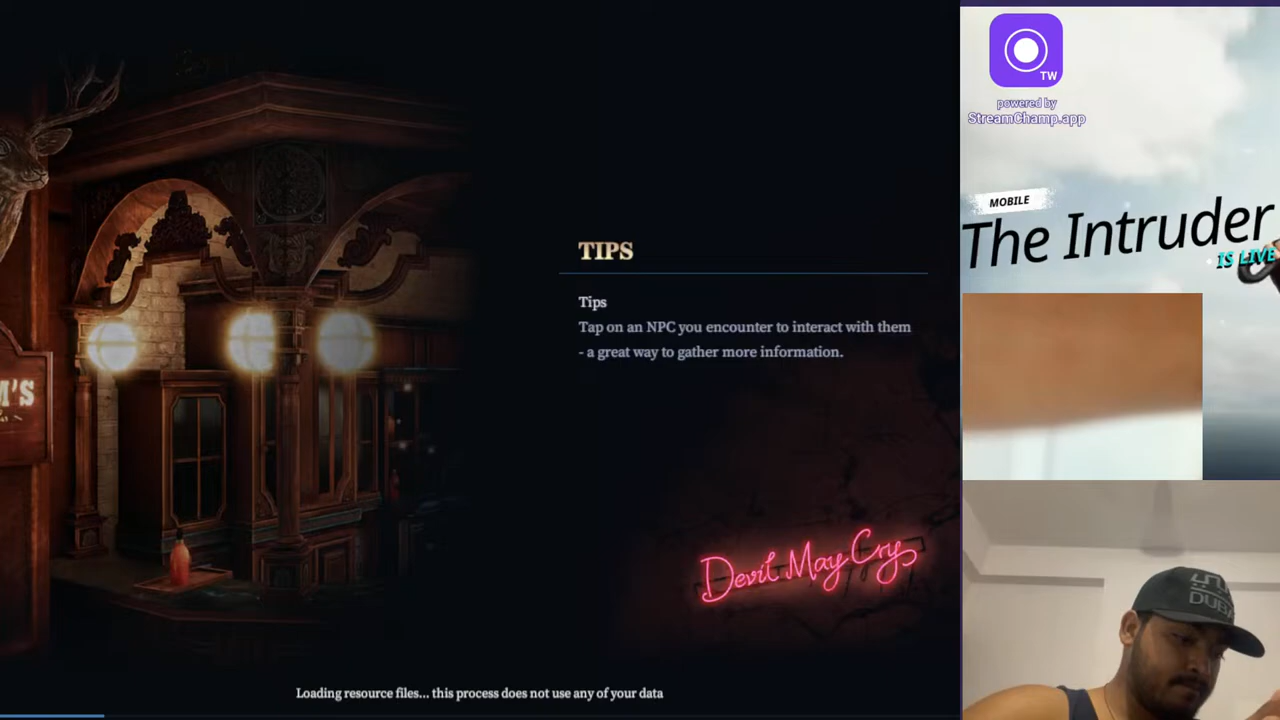 TW
powered by
StreamChamp.app
MOBILE
The Intruder
IS LIVE
TIPS
Tips
Tap on an NPC you encounter to interact with them
- a great way to gather more information.
M'S
Devil May Cry
DUBA
Loading resource files... this process does not use any of your data